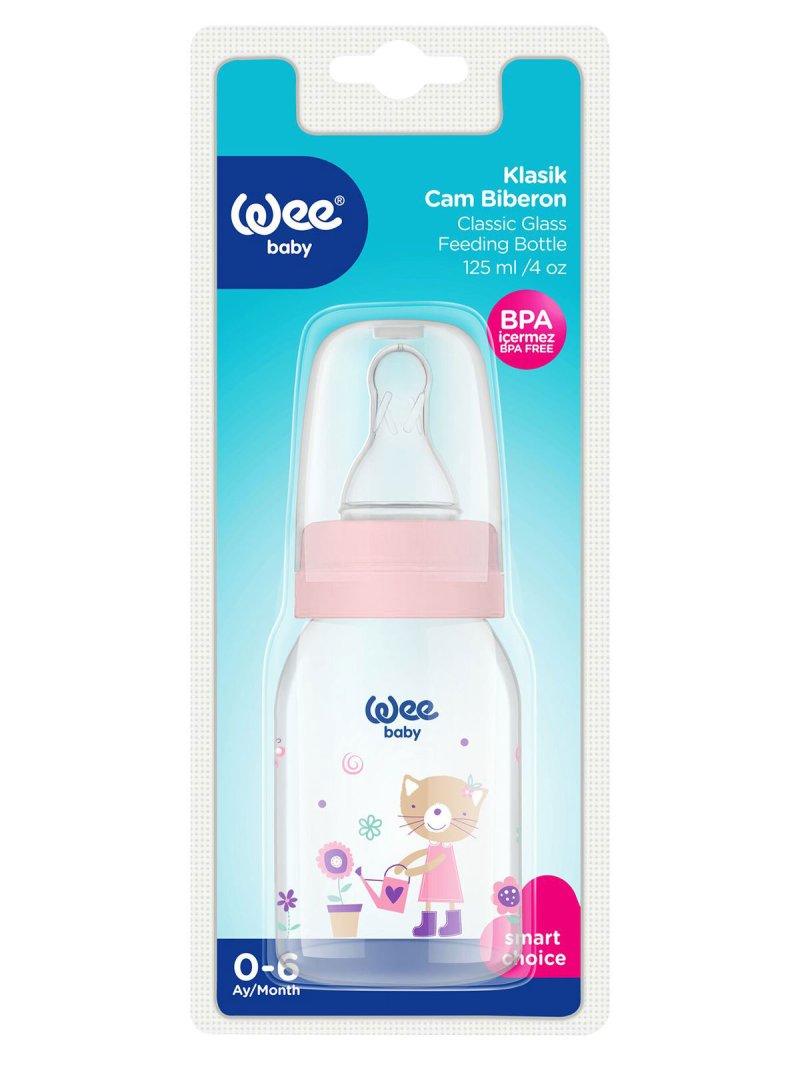 Wee®
baby
Klasik
Cam Biberon
Classic Glass
Feeding Bottle
125 ml /4 oz
BPA
içermez
BPA FREE
Wee
baby
0-6
Ay/Month
smart
choice